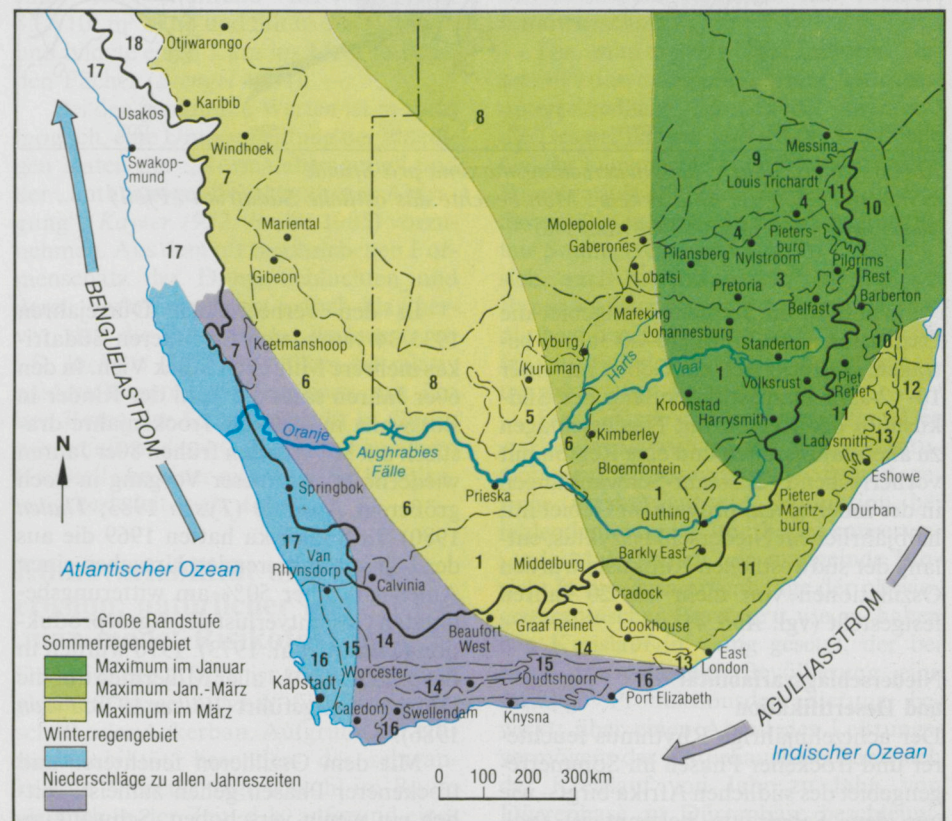 18
Otjiwarongo
17
Karibib
Usakos
8
Messina
Windhoek
Swakop-
mund
9
Louis Trichardt
7
11
10
4
Mariental
Molepolole
4
Pieters-
burg
17
Gaberones
Nylstroom
Pilansberg
Pilgrims
Rest
Gibeon
Lobatsi
3
BENGUELASTROM
Pretoria
Barberton
Mafeking
Belfast
Johannesburg
7
Keetmanshoop
Vryburg
Harts
Standerton
10
6
8
Kuruman
Vaal
1
Volksrust
Piet
Retief
12
5
Kroonstad
Harrysmith
11
Oranje
6
Kimberley
Ladysmith
13
N
Aughrabies
Fälle
Bloemfontein
2
Eshowe
Springbok
6
Prieska
1
Pieter
Maritz-
burg
Quthing
Durban
17
Van
Rhynsdorp
1
Middelburg
Barkly East
11
Atlantischer Ozean
Calvinia
Cradock
Graaf Reinet
Beaufort
West
Cookhouse
14
Große Randstufe
Sommerregengebiet
15
14
East
London
15
13
Maximum im Januar
16
Worcester
Oudtshoorn
16
AGULHASSTROM
Maximum Jan.-März
Kapstadt
14
Port Elizabeth
Maximum im März
Caledon
Swellendam
Knysna
Winterregengebiet
16
Indischer Ozean
Niederschläge zu allen Jahreszeiten
0 100 200 300km